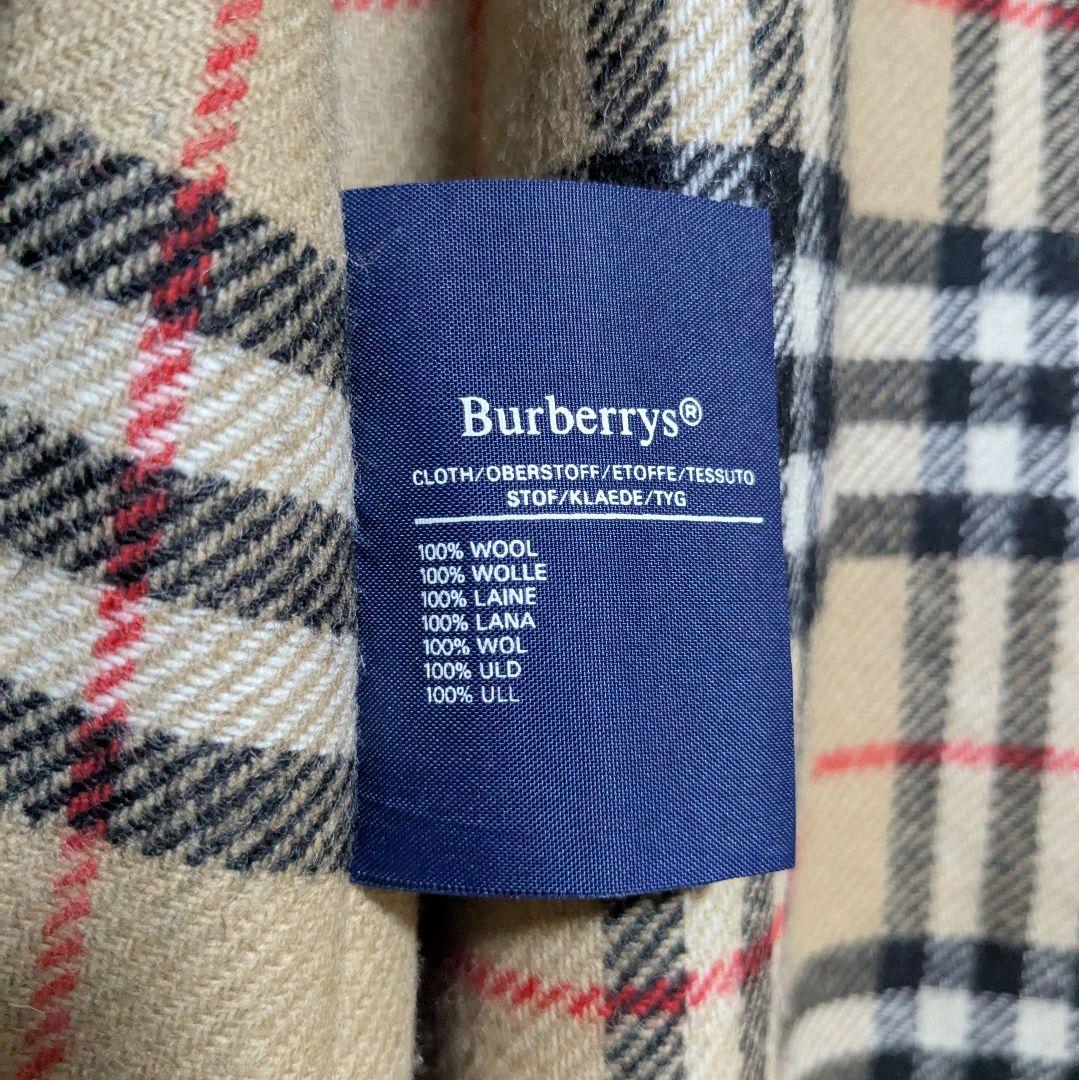 Burberrys®
CLOTH/OBERSTOFF/ETOFFE/TESSUTO
STOF/KLAEDE/TYG
100% WOOL
100% WOLLE
100% LAINE
100% LANA
100% WOL
100% ULD
100% ULL